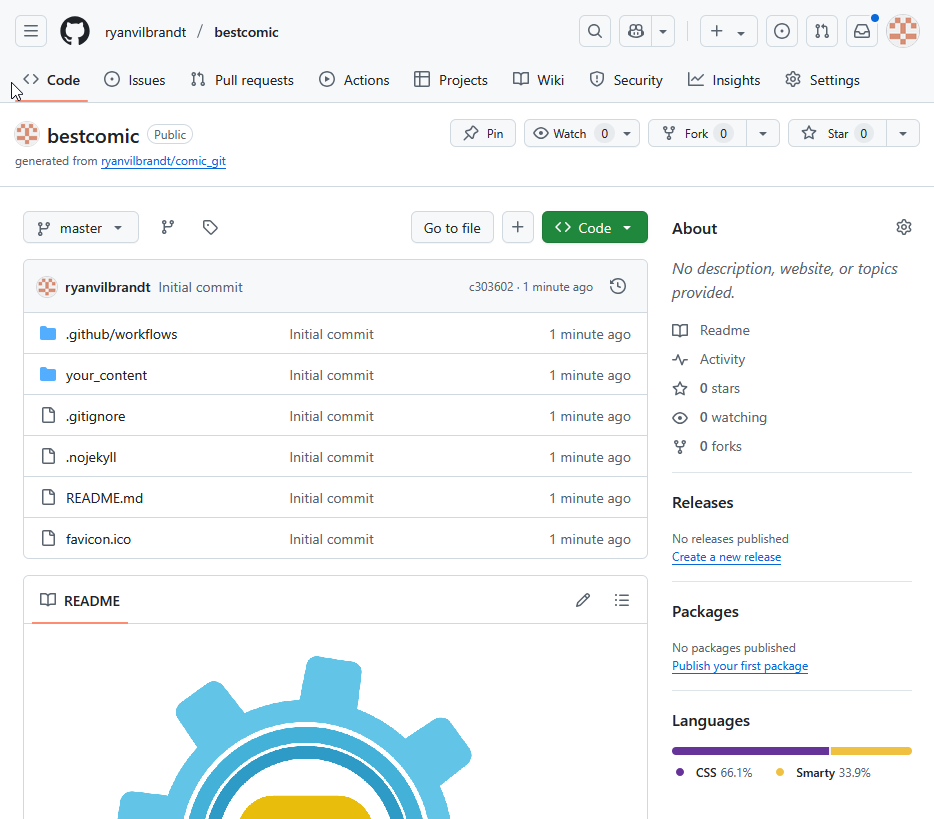 ryanvilbrandt / bestcomic
Code Issues Pull requests Actions Projects Wiki Security Insights Settings
bestcomic Public
Pin Watch 0 Fork 0 Star 0
generated from ryanvilbrandt/comic_git
master Go to file Code
ryanvilbrandt Initial commit c303602 · 1 minute ago
.github/workflows Initial commit 1 minute ago
your_content Initial commit 1 minute ago
.gitignore Initial commit 1 minute ago
.nojekyll Initial commit 1 minute ago
README.md Initial commit 1 minute ago
favicon.ico Initial commit 1 minute ago
README
About
No description, website, or topics
provided.
Readme
Activity
0 stars
0 watching
0 forks
Releases
No releases published
Create a new release
Packages
No packages published
Publish your first package
Languages
CSS 66.1% Smarty 33.9%